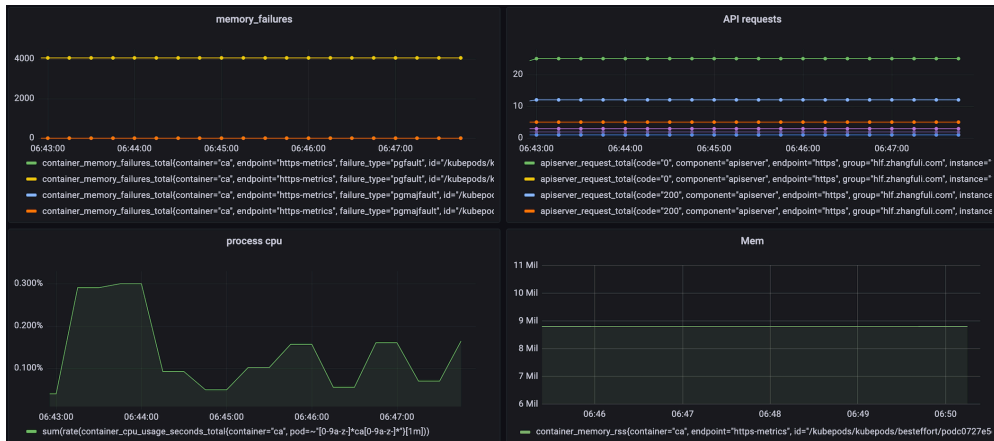 memory_failures
4000
2000
0
06:43:00 06:44:00 06:45:00 06:46:00 06:47:00
container_memory_failures_total{container="ca", endpoint="https-metrics", failure_type="pgfault", id="/kubepods/k
container_memory_failures_total{container="ca", endpoint="https-metrics", failure_type="pgfault", id="/kubepod
container_memory_failures_total{container="ca", endpoint="https-metrics", failure_type="pgmajfault", id="/kubepo
container_memory_failures_total{container="ca", endpoint="https-metrics", failure_type="pgmajfault", id="/kubepo
API requests
20
10
0
06:43:00 06:44:00 06:45:00 06:46:00 06:47:00
apiserver_request_total{code="0", component="apiserver", endpoint="https", group="hlf.zhangfuli.com", instance="
apiserver_request_total{code="0", component="apiserver", endpoint="https", group="hlf.zhangfuli.com", instance="
apiserver_request_total{code="200", component="apiserver", endpoint="https", group="hlf.zhangfuli.com", instance
apiserver_request_total{code="200", component="apiserver", endpoint="https", group="hlf.zhangfuli.com", instance
process cpu
0.300%
0.200%
0.100%
06:43:00 06:44:00 06:45:00 06:46:00 06:47:00
sum(rate(container_cpu_usage_seconds_total{container="ca", pod=~"[0-9a-z-]*ca[0-9a-z-]*"}[1m]))
Mem
11 Mil
10 Mil
9 Mil
8 Mil
7 Mil
6 Mil
06:46 06:47 06:48 06:49 06:50
container_memory_rss{container="ca", endpoint="https-metrics", id="/kubepods/kubepods/besteffort/podc0727e5